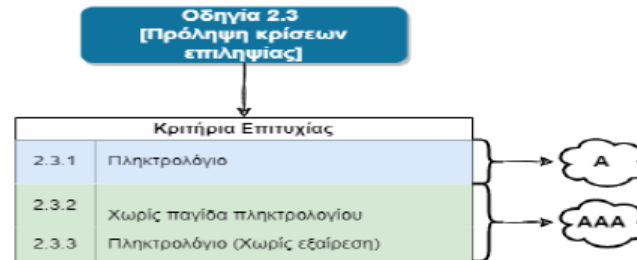 Οδηγία 2.3
[Πρόληψη κρίσεων
επιληψίας]
Κριτήρια Επιτυχίας
2.3.1 Πληκτρολόγιο
A
2.3.2 Χωρίς παγίδα πληκτρολογίου
AAA
2.3.3 Πληκτρολόγιο (Χωρίς εξαίρεση)